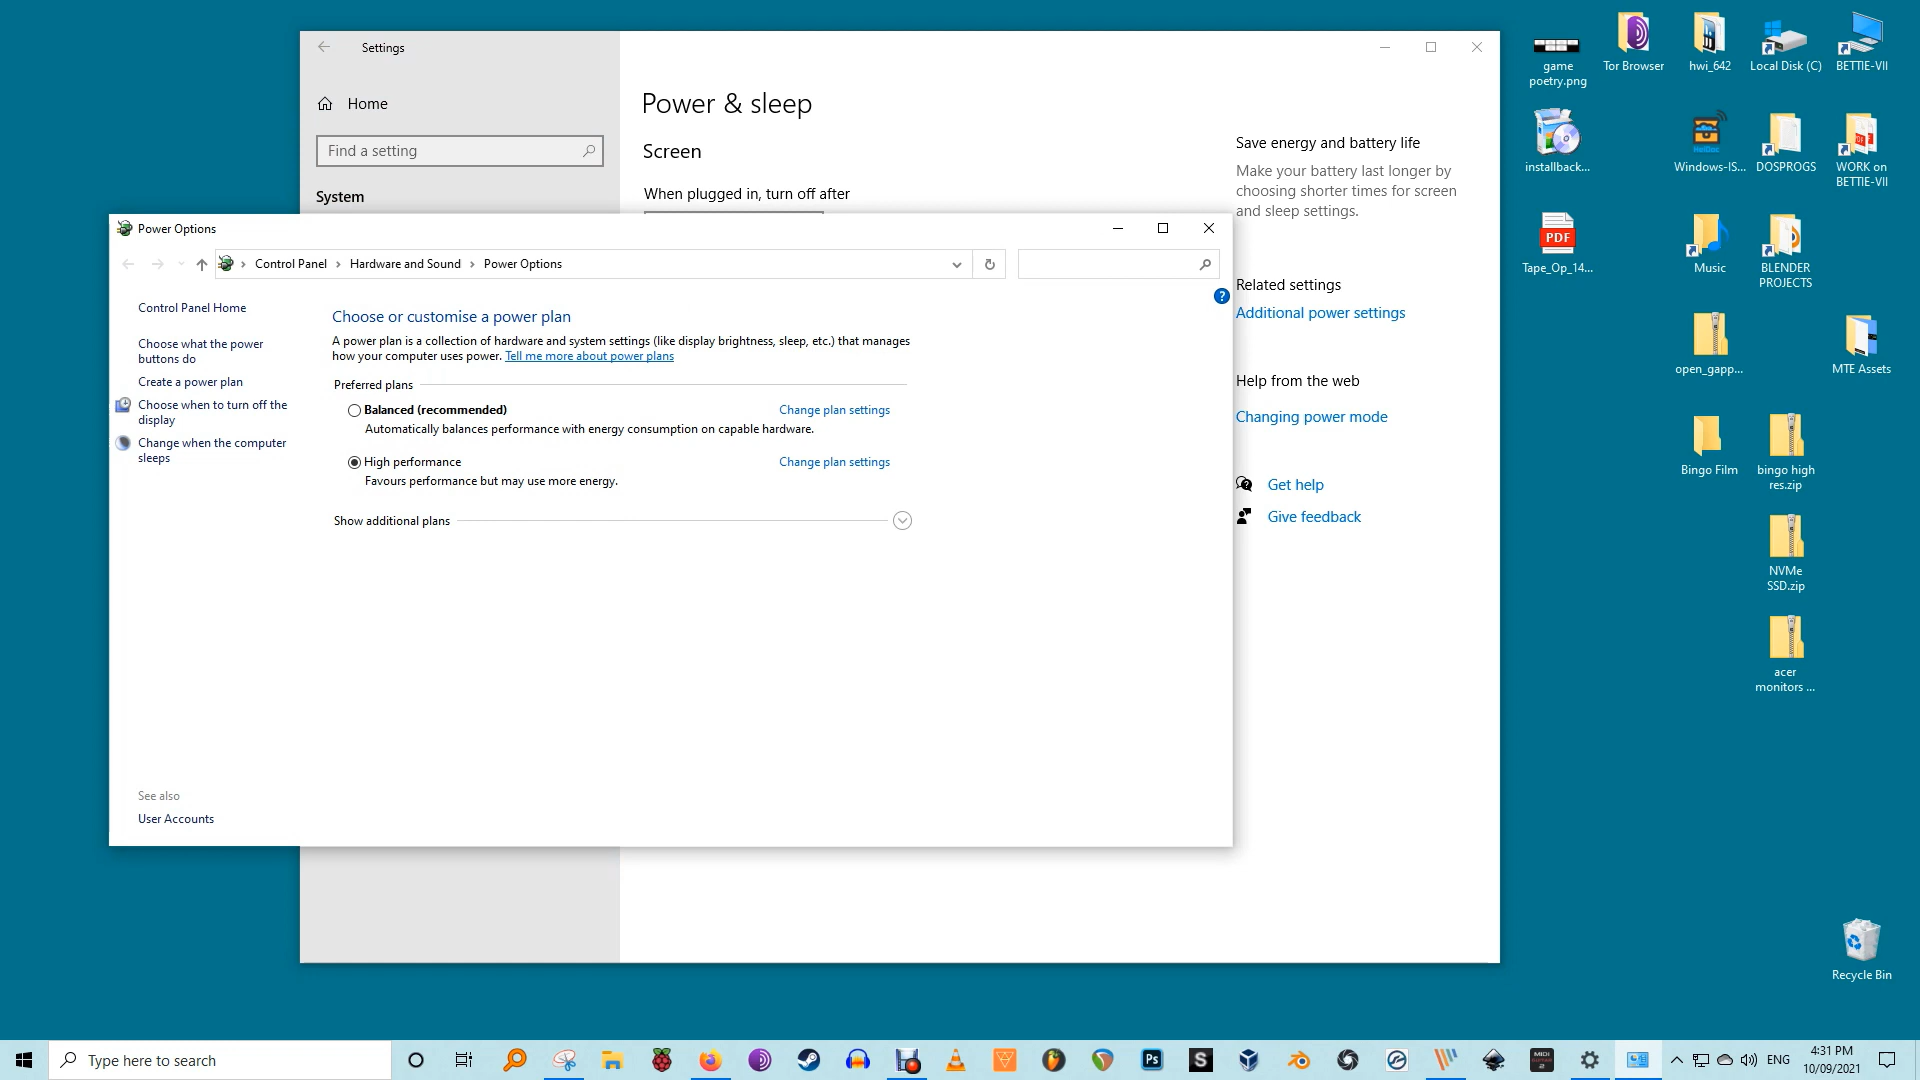 Settings
Home
Find a setting
System
Power & sleep
Screen
When plugged in, turn off after
Save energy and battery life
Make your battery last longer by
choosing shorter times for screen
and sleep settings.
Related settings
Additional power settings
Help from the web
Changing power mode
Get help
Give feedback
Power Options
Control Panel > Hardware and Sound > Power Options
Control Panel Home
Choose what the power
buttons do
Create a power plan
Choose when to turn off the
display
Change when the computer
sleeps
See also
User Accounts
Choose or customise a power plan
A power plan is a collection of hardware and system settings (like display brightness, sleep, etc.) that manages
how your computer uses power. Tell me more about power plans
Preferred plans
Balanced (recommended) Change plan settings
Automatically balances performance with energy consumption on capable hardware.
High performance Change plan settings
Favours performance but may use more energy.
Show additional plans
game
poetry.png
Tor Browser
hwi_642
Local Disk (C)
BETTIE-VII
installback...
HeiDoc
Windows-IS...
DOSPROGS
PDF
WORK on
BETTIE-VII
PDF
Tape_Op_14...
Music
BLENDER
PROJECTS
open_gapp...
MTE Assets
Bingo Film
bingo high
res.zip
NVMe
SSD.zip
acer
monitors ...
Recycle Bin
Type here to search
Ps
S
MIDI
2
ENG
4:31 PM
10/09/2021